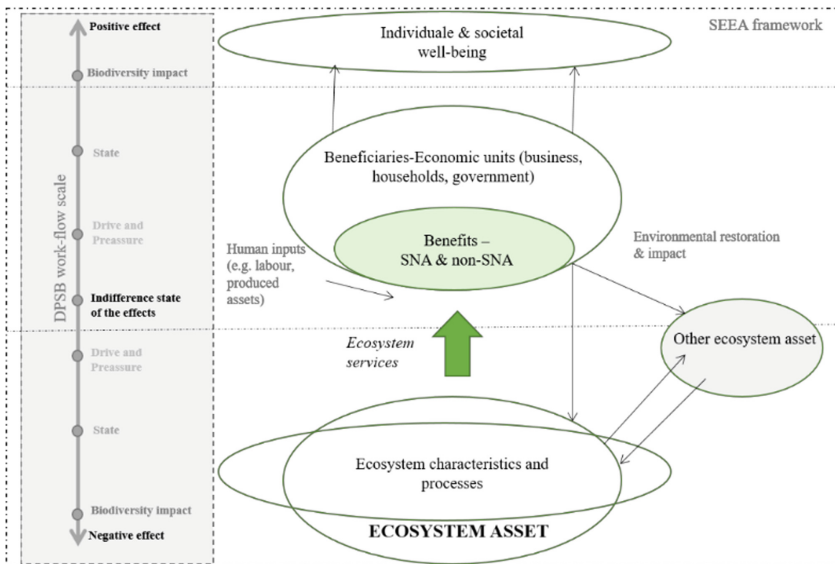 Positive effect
Biodiversity impact
State
Drive and
Preassure
Indifference state
of the effects
Drive and
Preassure
State
Biodiversity impact
Negative effect
DPSB work-flow scale
SEEA framework
Individuale & societal
well-being
Beneficiaries-Economic units (business,
households, government)
Benefits –
SNA & non-SNA
Human inputs
(e.g. labour,
produced
assets)
Environmental restoration
& impact
Ecosystem
services
Other ecosystem asset
Ecosystem characteristics and
processes
ECOSYSTEM ASSET